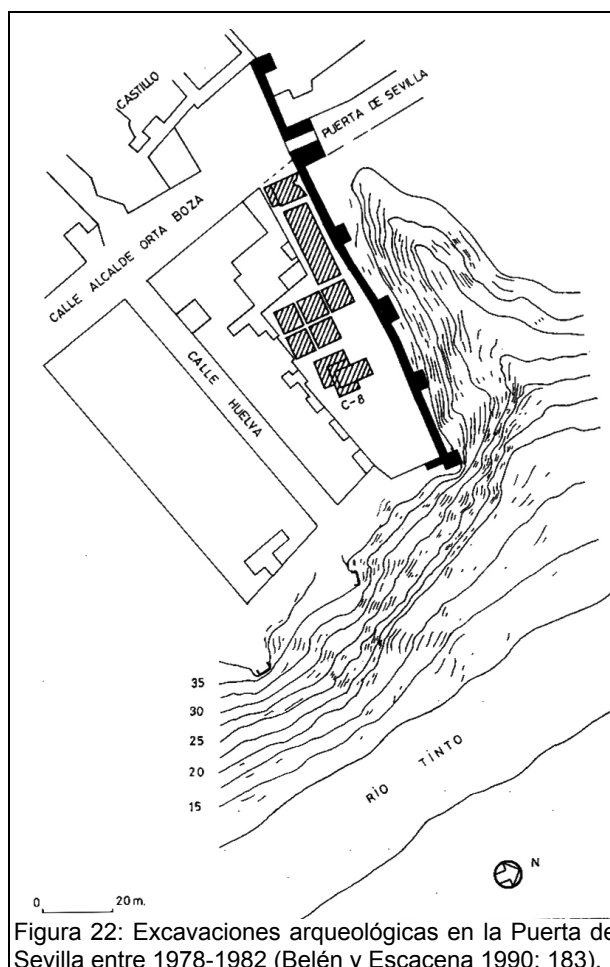 CASTILLO
PUERTA DE SEVILLA
CALLE ALCALDE ORTA BOZA
CALLE HUELVA
C-8
35
30
25
20
15
RÍO TINTO
N
0 20 m.
Figura 22: Excavaciones arqueológicas en la Puerta de
Sevilla entre 1978-1982 (Belén y Escacena 1990: 183).